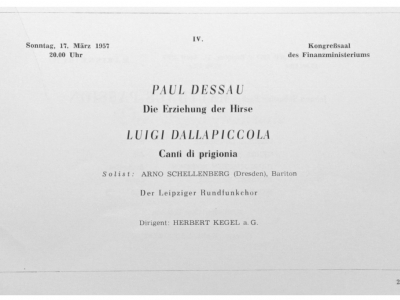 IV.
Sonntag, 17. März 1957
20.00 Uhr
Kongreßsaal
des Finanzministeriums
PAUL DESSAU
Die Erziehung der Hirse
LUIGI DALLAPICCOLA
Canti di prigionia
Solist: ARNO SCHELLENBERG (Dresden), Bariton
Der Leipziger Rundfunkchor
Dirigent: HERBERT KEGEL a. G.
2